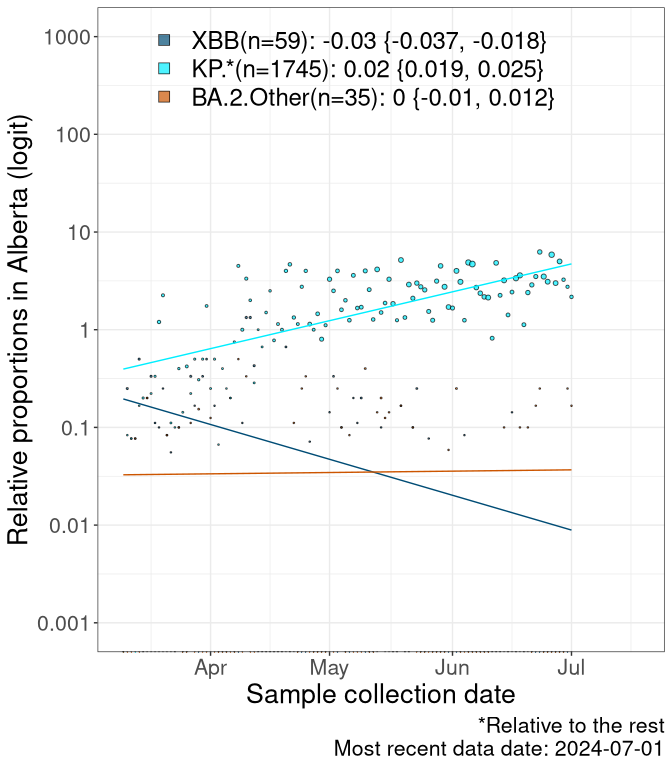 XBB(n=59): -0.03 {-0.037, -0.018}
KP.*(n=1745): 0.02 {0.019, 0.025}
BA.2.Other(n=35): 0 {-0.01, 0.012}
Relative proportions in Alberta (logit)
1000
100
10
1
0.1
0.01
0.001
Apr May Jun Jul
Sample collection date
*Relative to the rest
Most recent data date: 2024-07-01